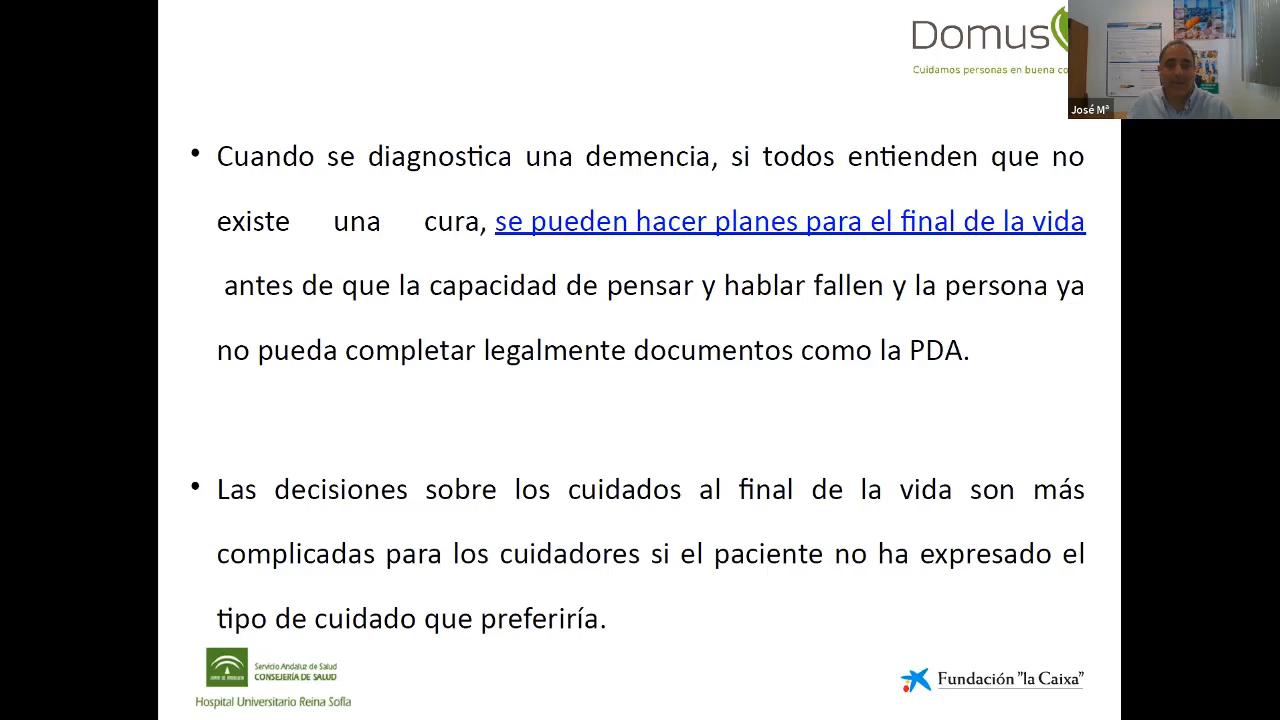 Domus
Cuidamos personas en buena co
José Mª
• Cuando se diagnostica una demencia, si todos entienden que no
existe una cura, se pueden hacer planes para el final de la vida
antes de que la capacidad de pensar y hablar fallen y la persona ya
no pueda completar legalmente documentos como la PDA.
• Las decisiones sobre los cuidados al final de la vida son más
complicadas para los cuidadores si el paciente no ha expresado el
tipo de cuidado que preferiría.
Servicio Andaluz de Salud
CONSEJERÍA DE SALUD
Hospital Universitario Reina Sofía
Fundación "la Caixa"